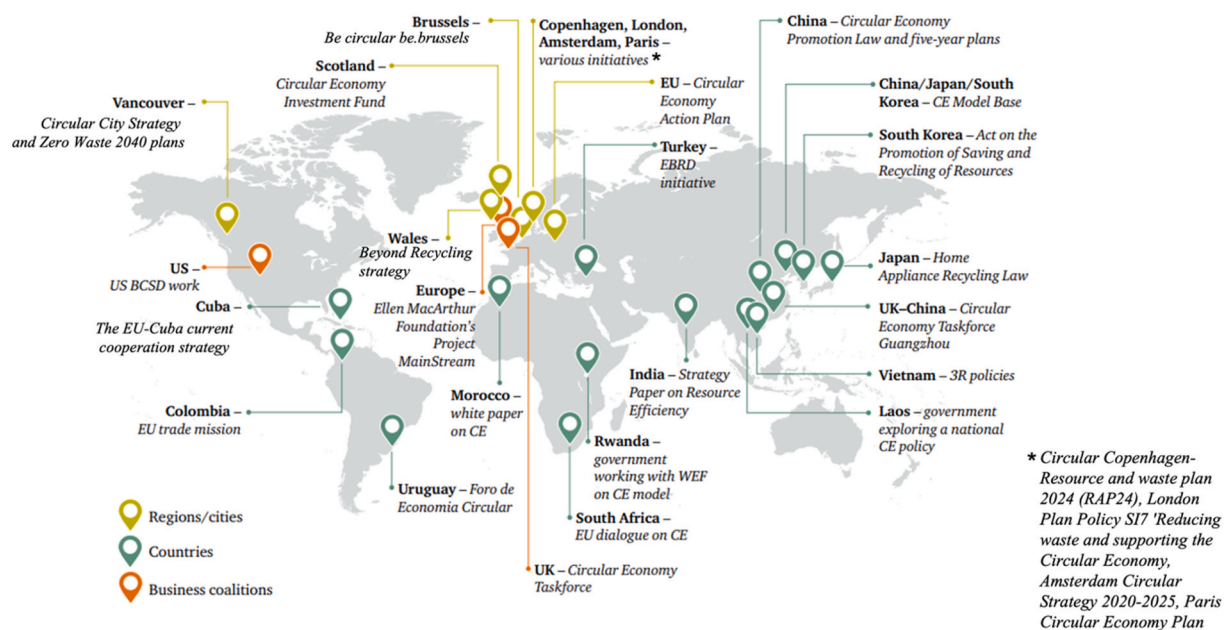 Brussels –
Be circular be.brussels
Copenhagen, London,
Amsterdam, Paris –
various initiatives *
China – Circular Economy
Promotion Law and five-year plans
Scotland –
Circular Economy
Investment Fund
EU – Circular
Economy
Action Plan
China/Japan/South
Korea – CE Model Base
Vancouver –
Circular City Strategy
and Zero Waste 2040 plans
Turkey –
EBRD
initiative
South Korea – Act on the
Promotion of Saving and
Recycling of Resources
Wales –
Beyond Recycling
strategy
US –
US BCSD work
Japan – Home
Appliance Recycling Law
Cuba –
The EU-Cuba current
cooperation strategy
Europe –
Ellen MacArthur
Foundation's
Project
MainStream
UK–China – Circular
Economy Taskforce
Guangzhou
Morocco –
white paper
on CE
India – Strategy
Paper on Resource
Efficiency
Vietnam – 3R policies
Colombia –
EU trade mission
Laos – government
exploring a national
CE policy
Rwanda –
government
working with WEF
on CE model
Uruguay – Foro de
Economia Circular
South Africa –
EU dialogue on CE
UK – Circular Economy
Taskforce
Regions/cities
Countries
Business coalitions
* Circular Copenhagen-
Resource and waste plan
2024 (RAP24), London
Plan Policy SI7 'Reducing
waste and supporting the
Circular Economy,
Amsterdam Circular
Strategy 2020-2025, Paris
Circular Economy Plan